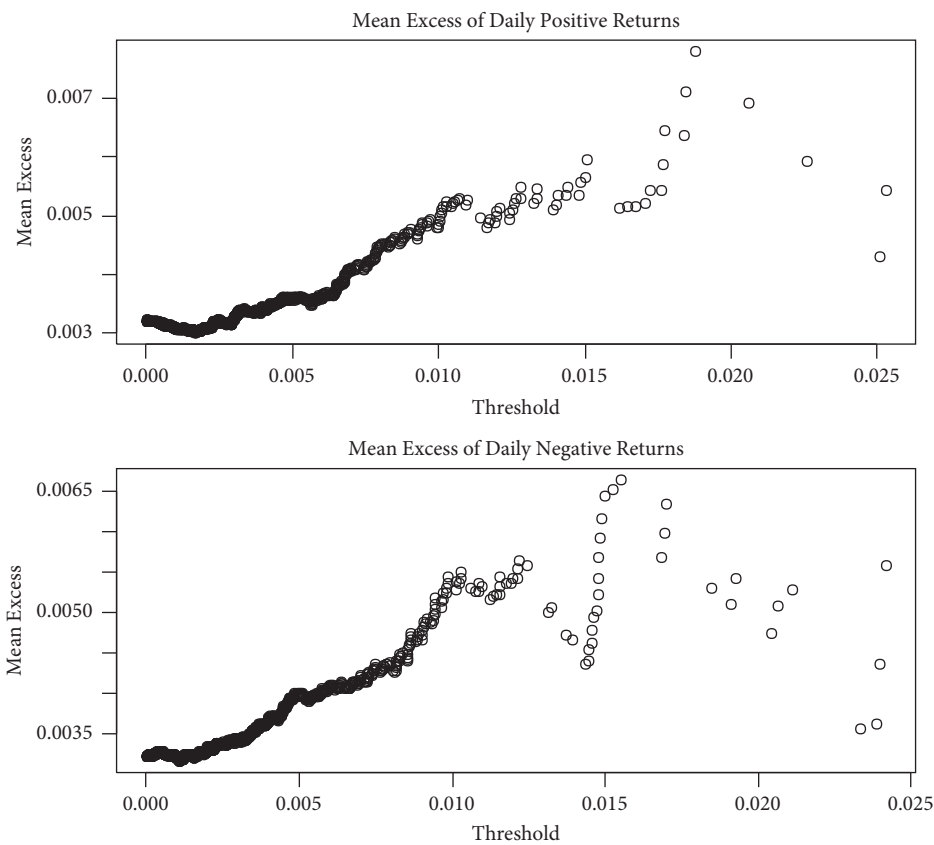 Mean Excess of Daily Positive Returns
0.007
0.005
0.003
Mean Excess
0.000 0.005 0.010 0.015 0.020 0.025
Threshold
Mean Excess of Daily Negative Returns
0.0065
0.0050
0.0035
Mean Excess
0.000 0.005 0.010 0.015 0.020 0.025
Threshold